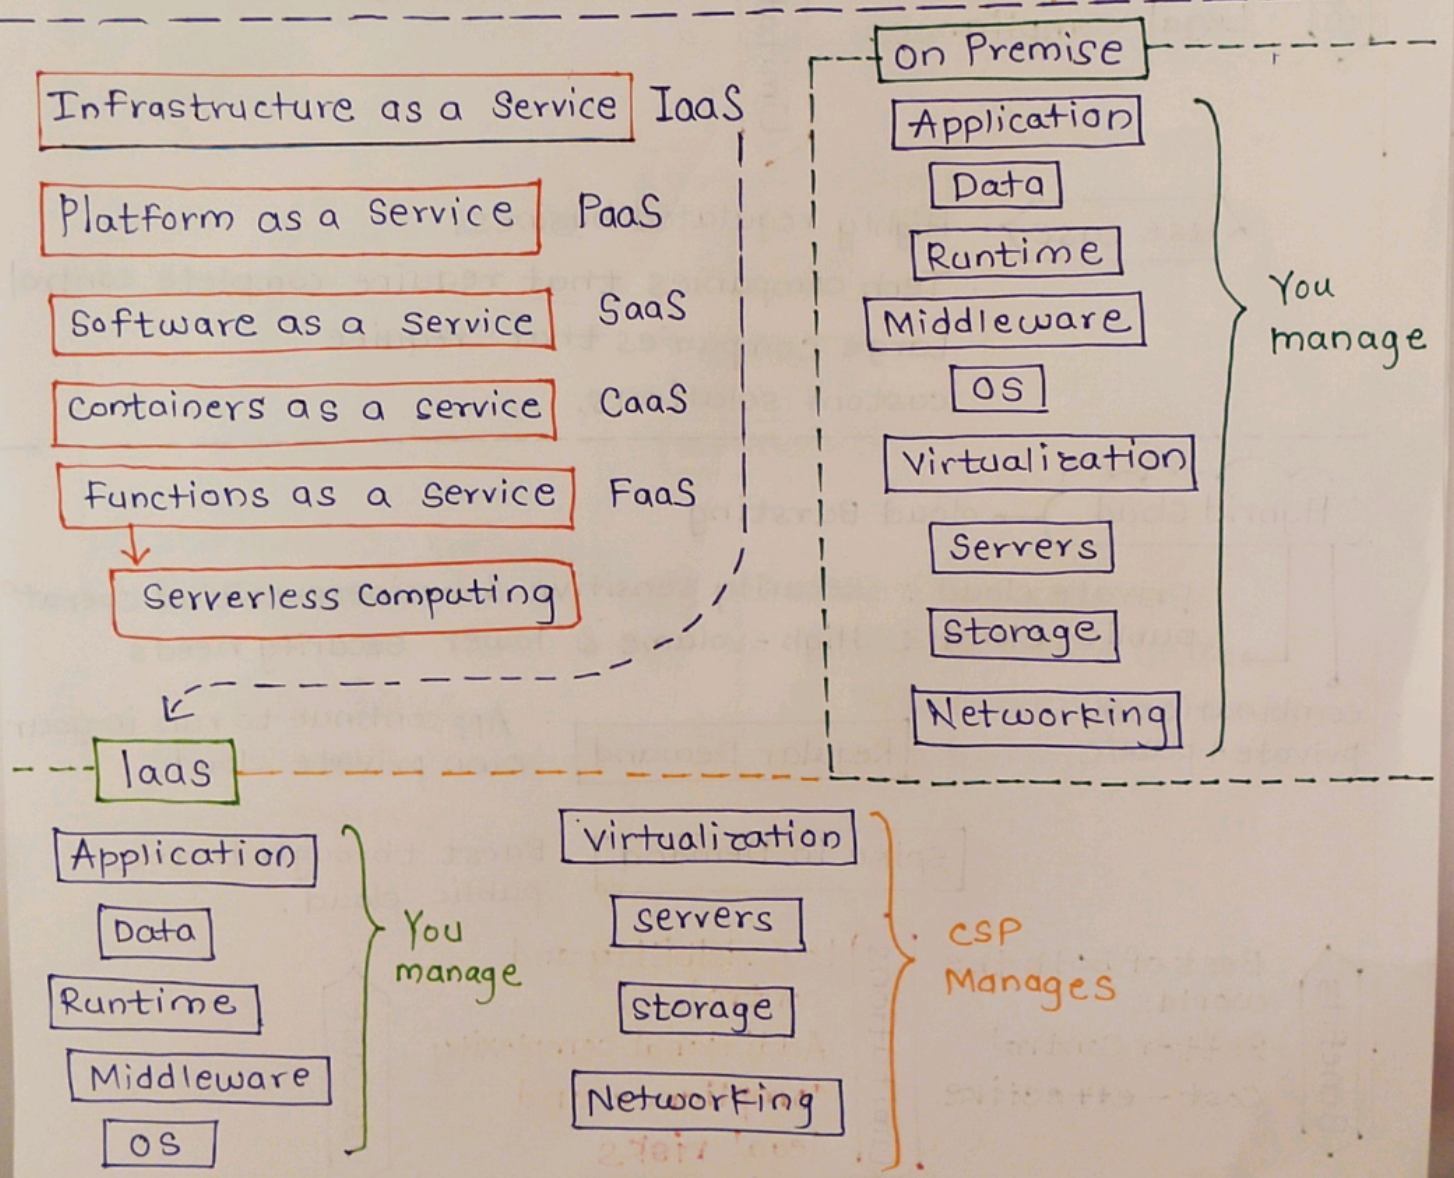 Infrastructure as a Service IaaS
Platform as a Service PaaS
Software as a Service SaaS
Containers as a Service CaaS
Functions as a Service FaaS
Serverless Computing
On Premise
Application
Data
Runtime
Middleware
OS
Virtualization
Servers
Storage
Networking
You
manage
Iaas
Application
Data
Runtime
Middleware
OS
You
manage
Virtualization
Servers
Storage
Networking
CSP
Manages